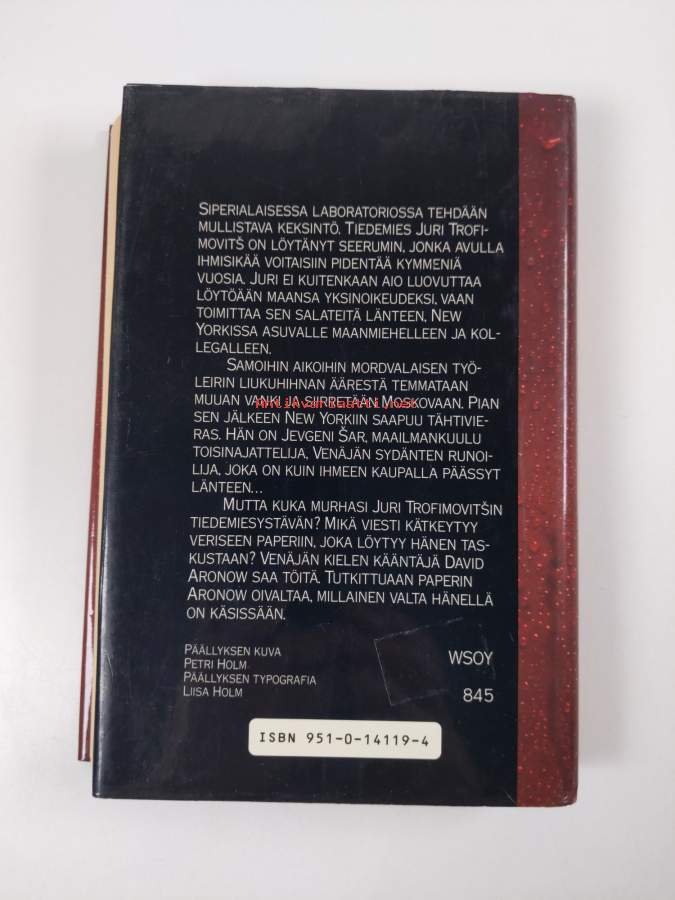 SIPERIALAISESSA LABORATORIOSSA TEHDÄÄN
MULLISTAVA KEKSINTÖ. TIEDEMIES JURI TROFI-
MOVITŠ ON LÖYTÄNYT SEERUMIN, JONKA AVULLA
IHMISIKÄÄ VOITAISIIN PIDENTÄÄ KYMMENIÄ
VUOSIA. JURI EI KUITENKAAN AIO LUOVUTTAA
LÖYTÖÄÄN MAANSA YKSINOIKEUDEKSI, VAAN
TOIMITTAA SEN SALATEITÄ LÄNTEEN, NEW
YORKISSA ASUVALLE MAANMIEHELLEEN JA KOL-
LEGALLEEN.
SAMOIHIN AIKOIHIN MORDVALAISEN TYÖ-
LEIRIN LIUKUHIHNAN ÄÄRESTÄ TEMMATAAN
MUUAN VANKI JA SIIRRETÄÄN MOSKOVAAN. PIAN
SEN JÄLKEEN NEW YORKIIN SAAPUU TÄHTIVIE-
RAS. HÄN ON JEVGENI ŠAR, MAAILMANKUULU
TOISINAJATTELIJA, VENÄJÄN SYDÄNTEN RUNOI-
LIJA, JOKA ON KUIN IHMEEN KAUPALLA PÄÄSSYT
LÄNTEEN...
MUTTA KUKA MURHASI JURI TROFIMOVITŠIN
TIEDEMIESYSTÄVÄN? MIKÄ VIESTI KÄTKEYTYY
VERISEEN PAPERIIN, JOKA LÖYTYY HÄNEN TAS-
KUSTAAN? VENÄJÄN KIELEN KÄÄNTÄJÄ DAVID
ARONOW SAA TÖITÄ. TUTKITTUAAN PAPERIN
ARONOW OIVALTAA, MILLAINEN VALTA HÄNELLÄ
ON KÄSISSÄÄN.
PÄÄLLYKSEN KUVA
PETRI HOLM
PÄÄLLYKSEN TYPOGRAFIA
LIISA HOLM
WSOY
845
ISBN 951-0-14119-4